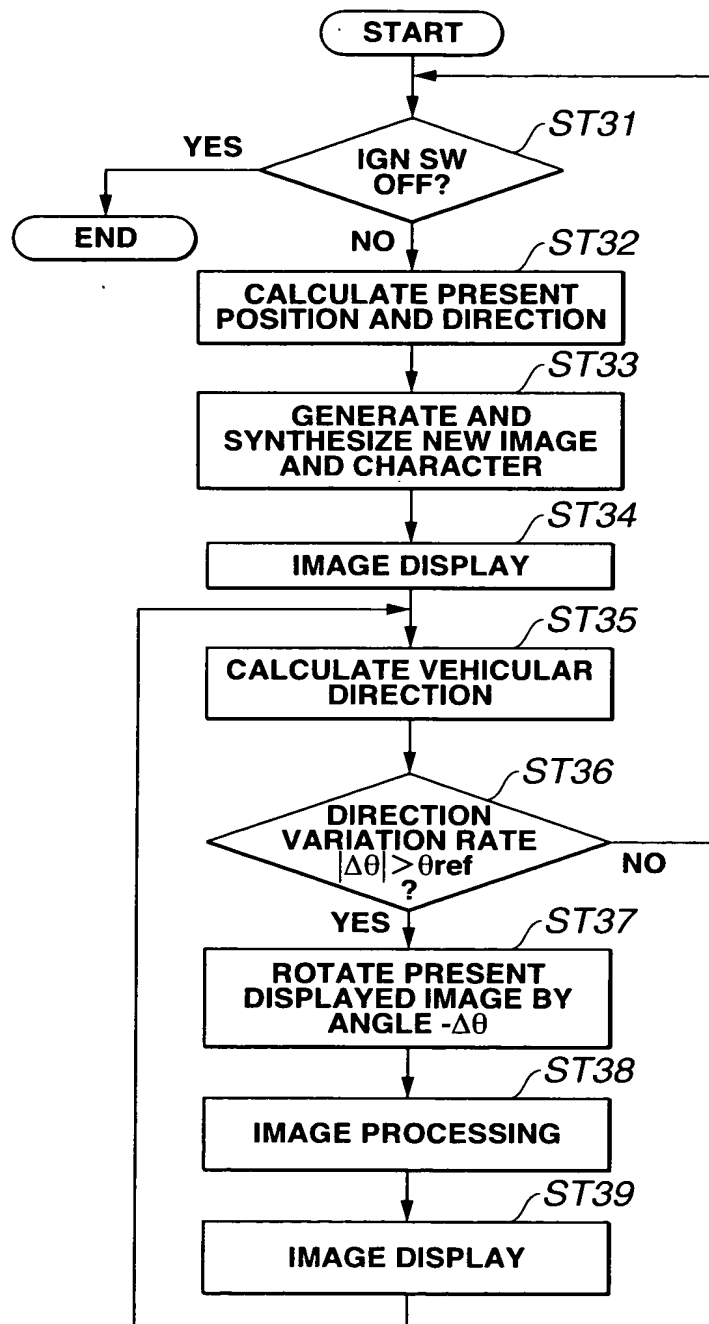 START
ST31
YES
IGN SW
OFF?
END
NO
ST32
CALCULATE PRESENT
POSITION AND DIRECTION
ST33
GENERATE AND
SYNTHESIZE NEW IMAGE
AND CHARACTER
ST34
IMAGE DISPLAY
ST35
CALCULATE VEHICULAR
DIRECTION
ST36
DIRECTION
VARIATION RATE
|Δθ|>θref
?
NO
YES
ST37
ROTATE PRESENT
DISPLAYED IMAGE BY
ANGLE -Δθ
ST38
IMAGE PROCESSING
ST39
IMAGE DISPLAY